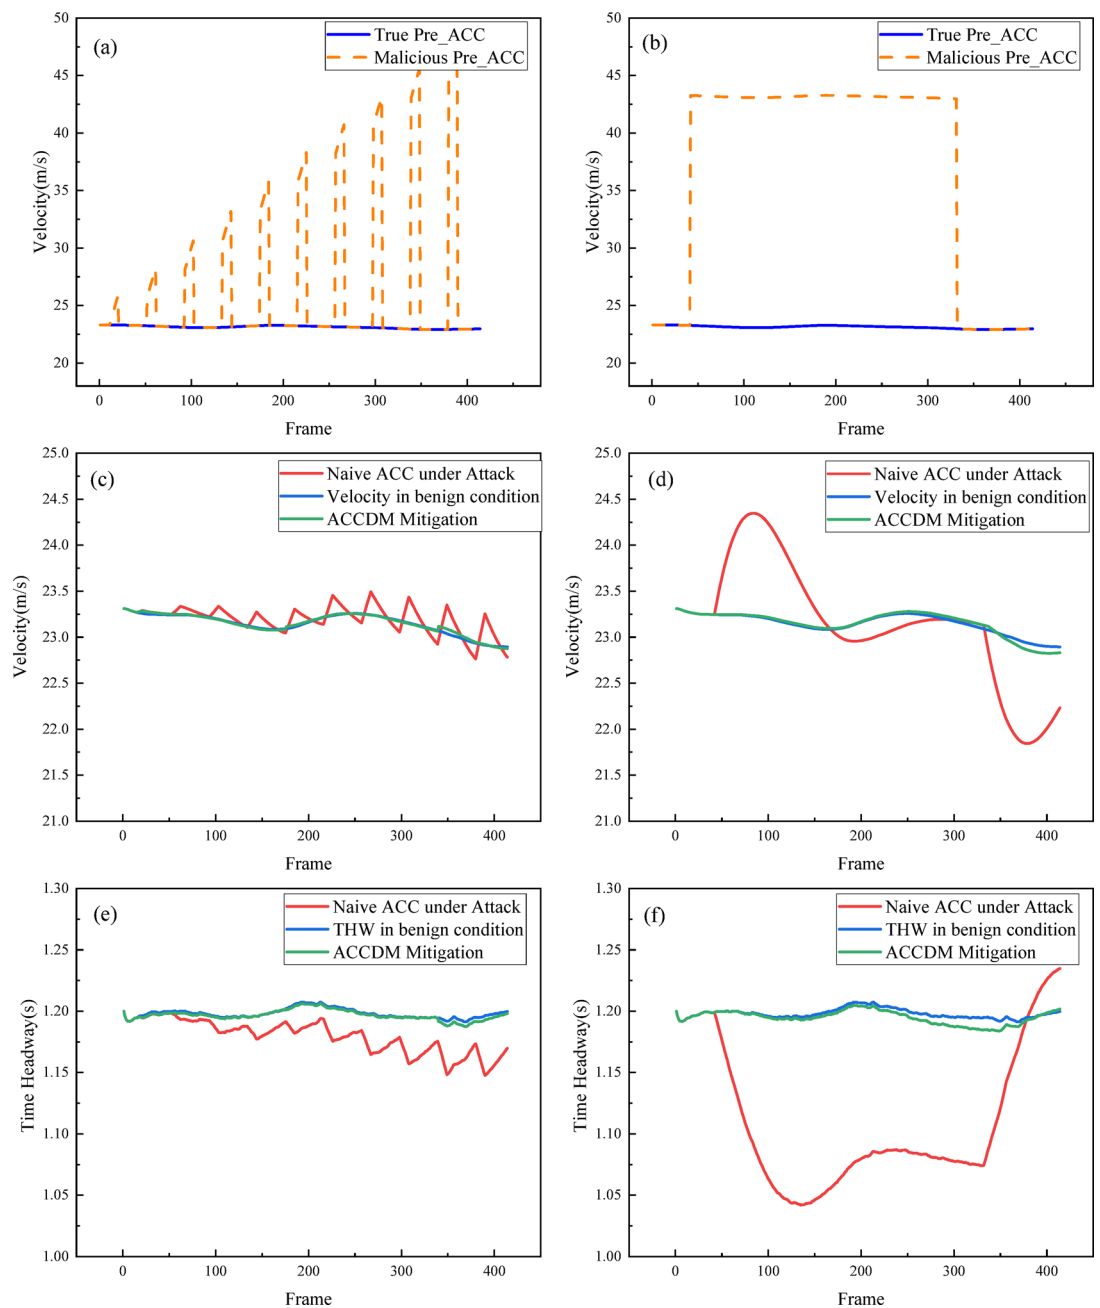 (a)
True Pre_ACC
Malicious Pre_ACC
50
45
40
35
30
25
20
Velocity(m/s)
0 100 200 300 400
Frame
(b)
True Pre_ACC
Malicious Pre_ACC
50
45
40
35
30
25
20
Velocity(m/s)
0 100 200 300 400
Frame
(c)
Naive ACC under Attack
Velocity in benign condition
ACCDM Mitigation
25.0
24.5
24.0
23.5
23.0
22.5
22.0
21.5
21.0
Velocity(m/s)
0 100 200 300 400
Frame
(d)
Naive ACC under Attack
Velocity in benign condition
ACCDM Mitigation
25.0
24.5
24.0
23.5
23.0
22.5
22.0
21.5
21.0
Velocity(m/s)
0 100 200 300 400
Frame
(e)
Naive ACC under Attack
THW in benign condition
ACCDM Mitigation
1.30
1.25
1.20
1.15
1.10
1.05
1.00
Time Headway(s)
0 100 200 300 400
Frame
(f)
Naive ACC under Attack
THW in benign condition
ACCDM Mitigation
1.30
1.25
1.20
1.15
1.10
1.05
1.00
Time Headway(s)
0 100 200 300 400
Frame